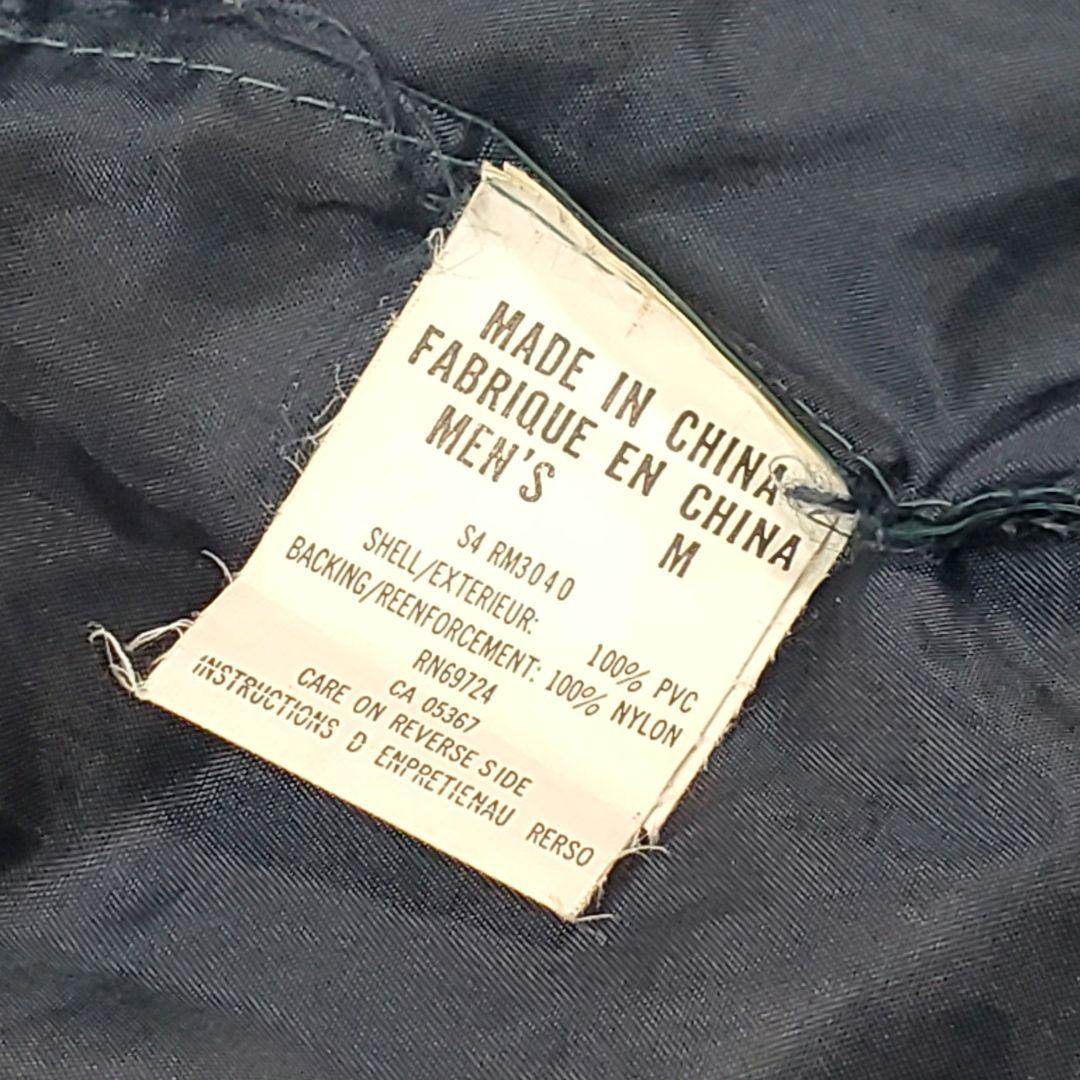 MADE IN CHINA
FABRIQUE EN CHINA
MEN'S
M
S4 RM3040
SHELL/EXTERIEUR: 100% PVC
BACKING/REENFORCEMENT: 100% NYLON
RN69724
CA 05367
CARE ON REVERSE SIDE
INSTRUCTIONS D ENPRETIENAU RERSO